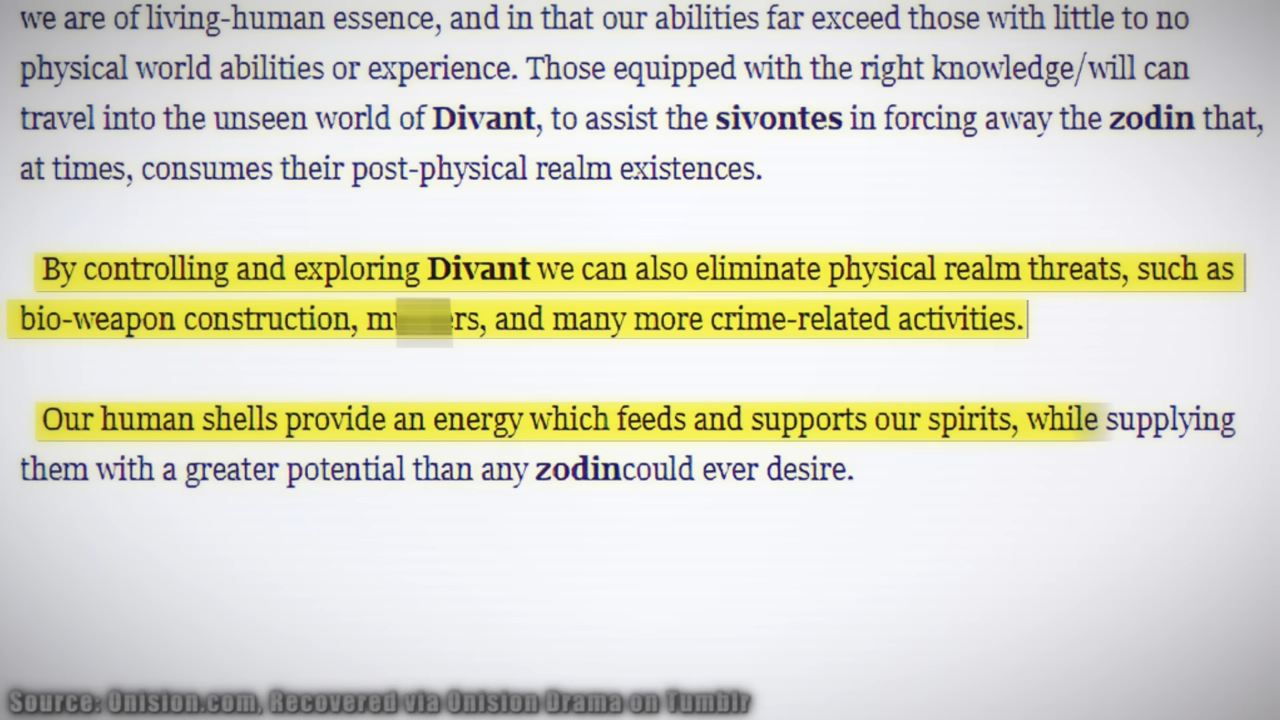 we are of living-human essence, and in that our abilities far exceed those with little to no
physical world abilities or experience. Those equipped with the right knowledge/will can
travel into the unseen world of Divant, to assist the sivontes in forcing away the zodin that,
at times, consumes their post-physical realm existences.
By controlling and exploring Divant we can also eliminate physical realm threats, such as
bio-weapon construction, and many more crime-related activities.
Our human shells provide an energy which feeds and supports our spirits, while supplying
them with a greater potential than any zodincould ever desire.
Source: Onision.com, Recovered via Onision Drama on Tumblr